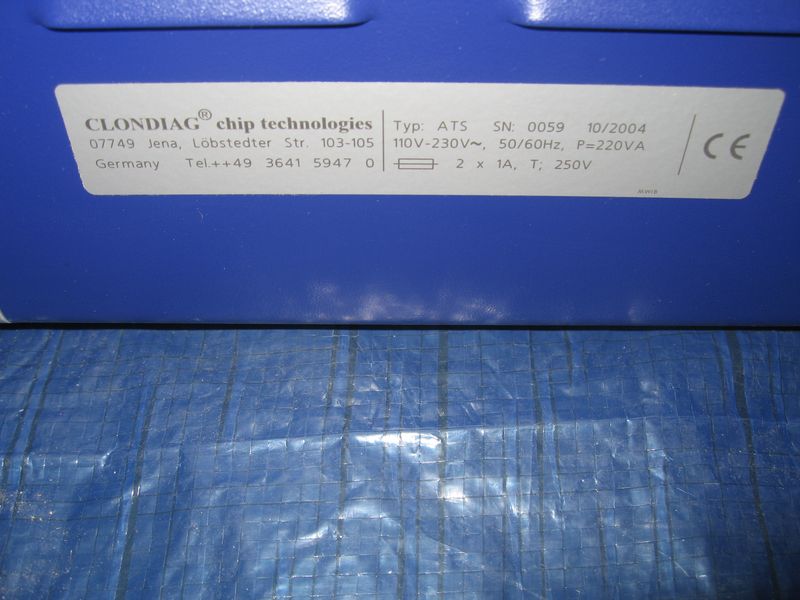 CLONDIAG® chip technologies
07749 Jena, Löbstedter Str. 103-105
Germany Tel.++49 3641 5947 0
Typ: ATS SN: 0059 10/2004
110V-230V~, 50/60Hz, P=220VA
2 x 1A, T; 250V
CE